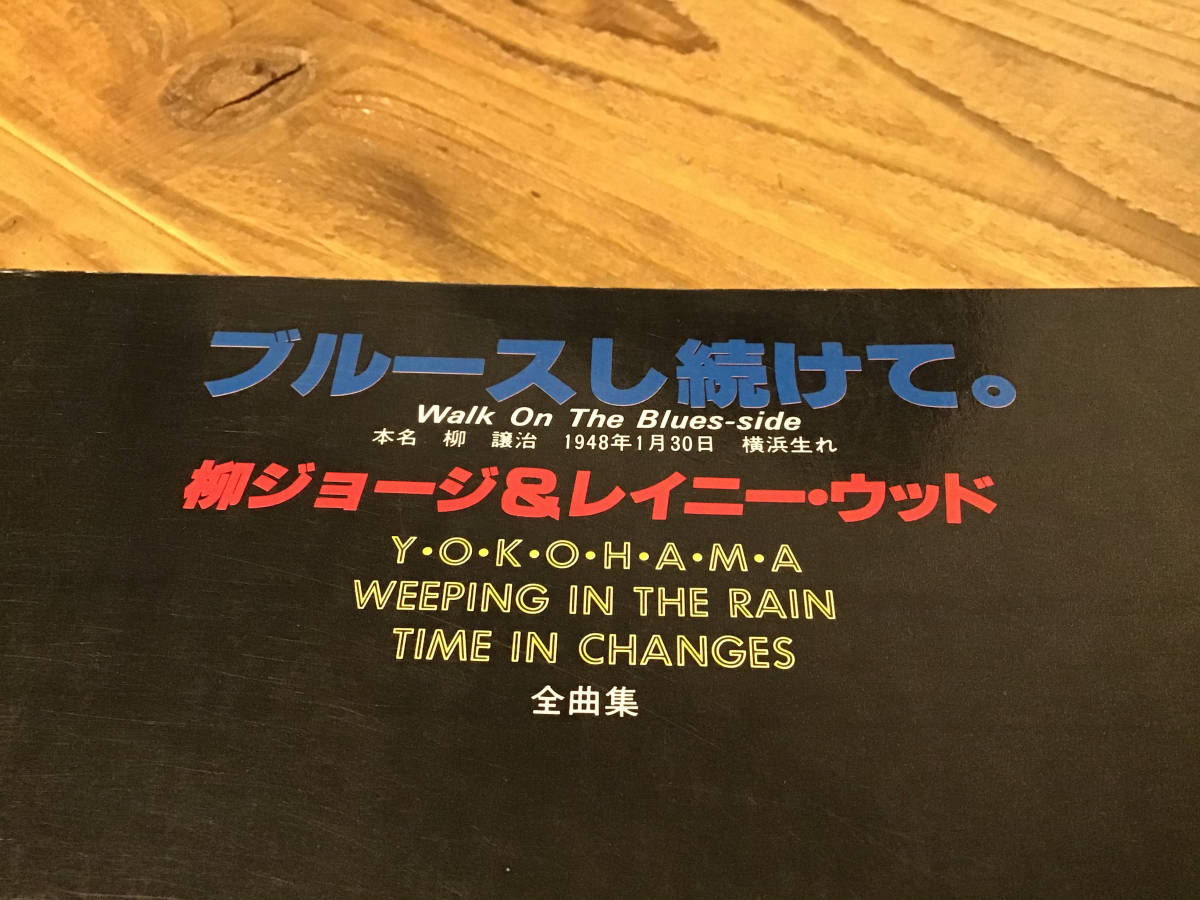 ブルースし続けて。
Walk On The Blues-side
本名 柳 譲治 1948年1月30日 横浜生れ
柳ジョージ&レイニー・ウッド
Y・O・K・O・H・A・M・A
WEEPING IN THE RAIN
TIME IN CHANGES
全曲集